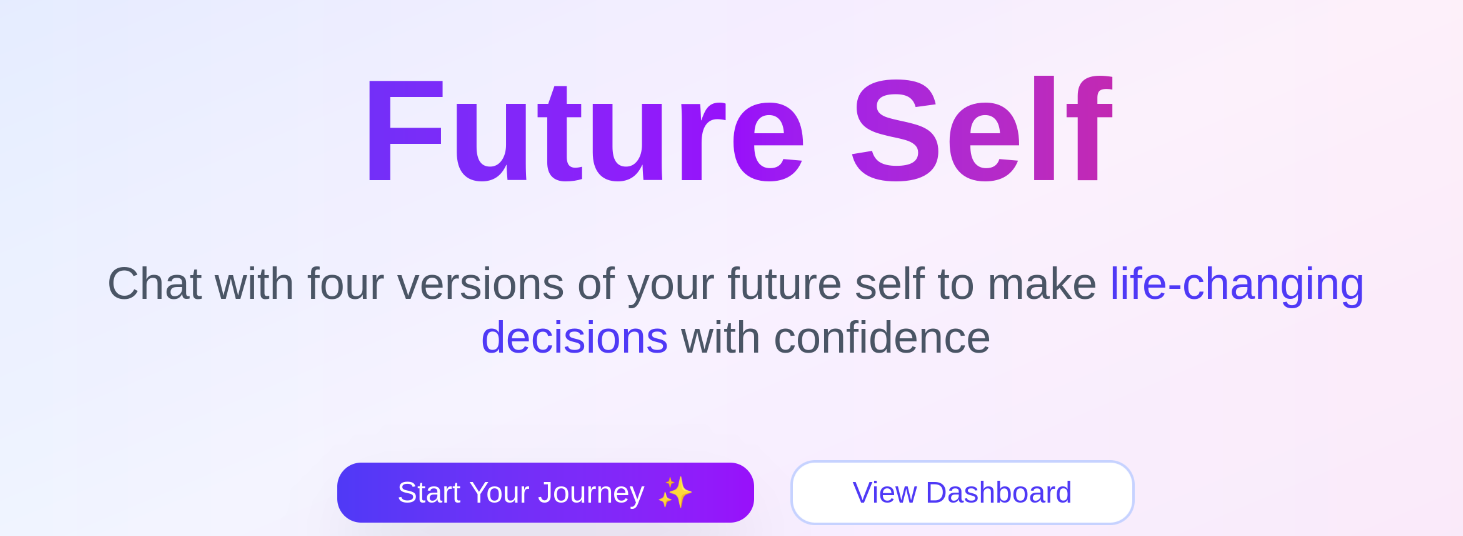 Future Self
Chat with four versions of your future self to make life-changing
decisions with confidence
Start Your Journey ✨
View Dashboard